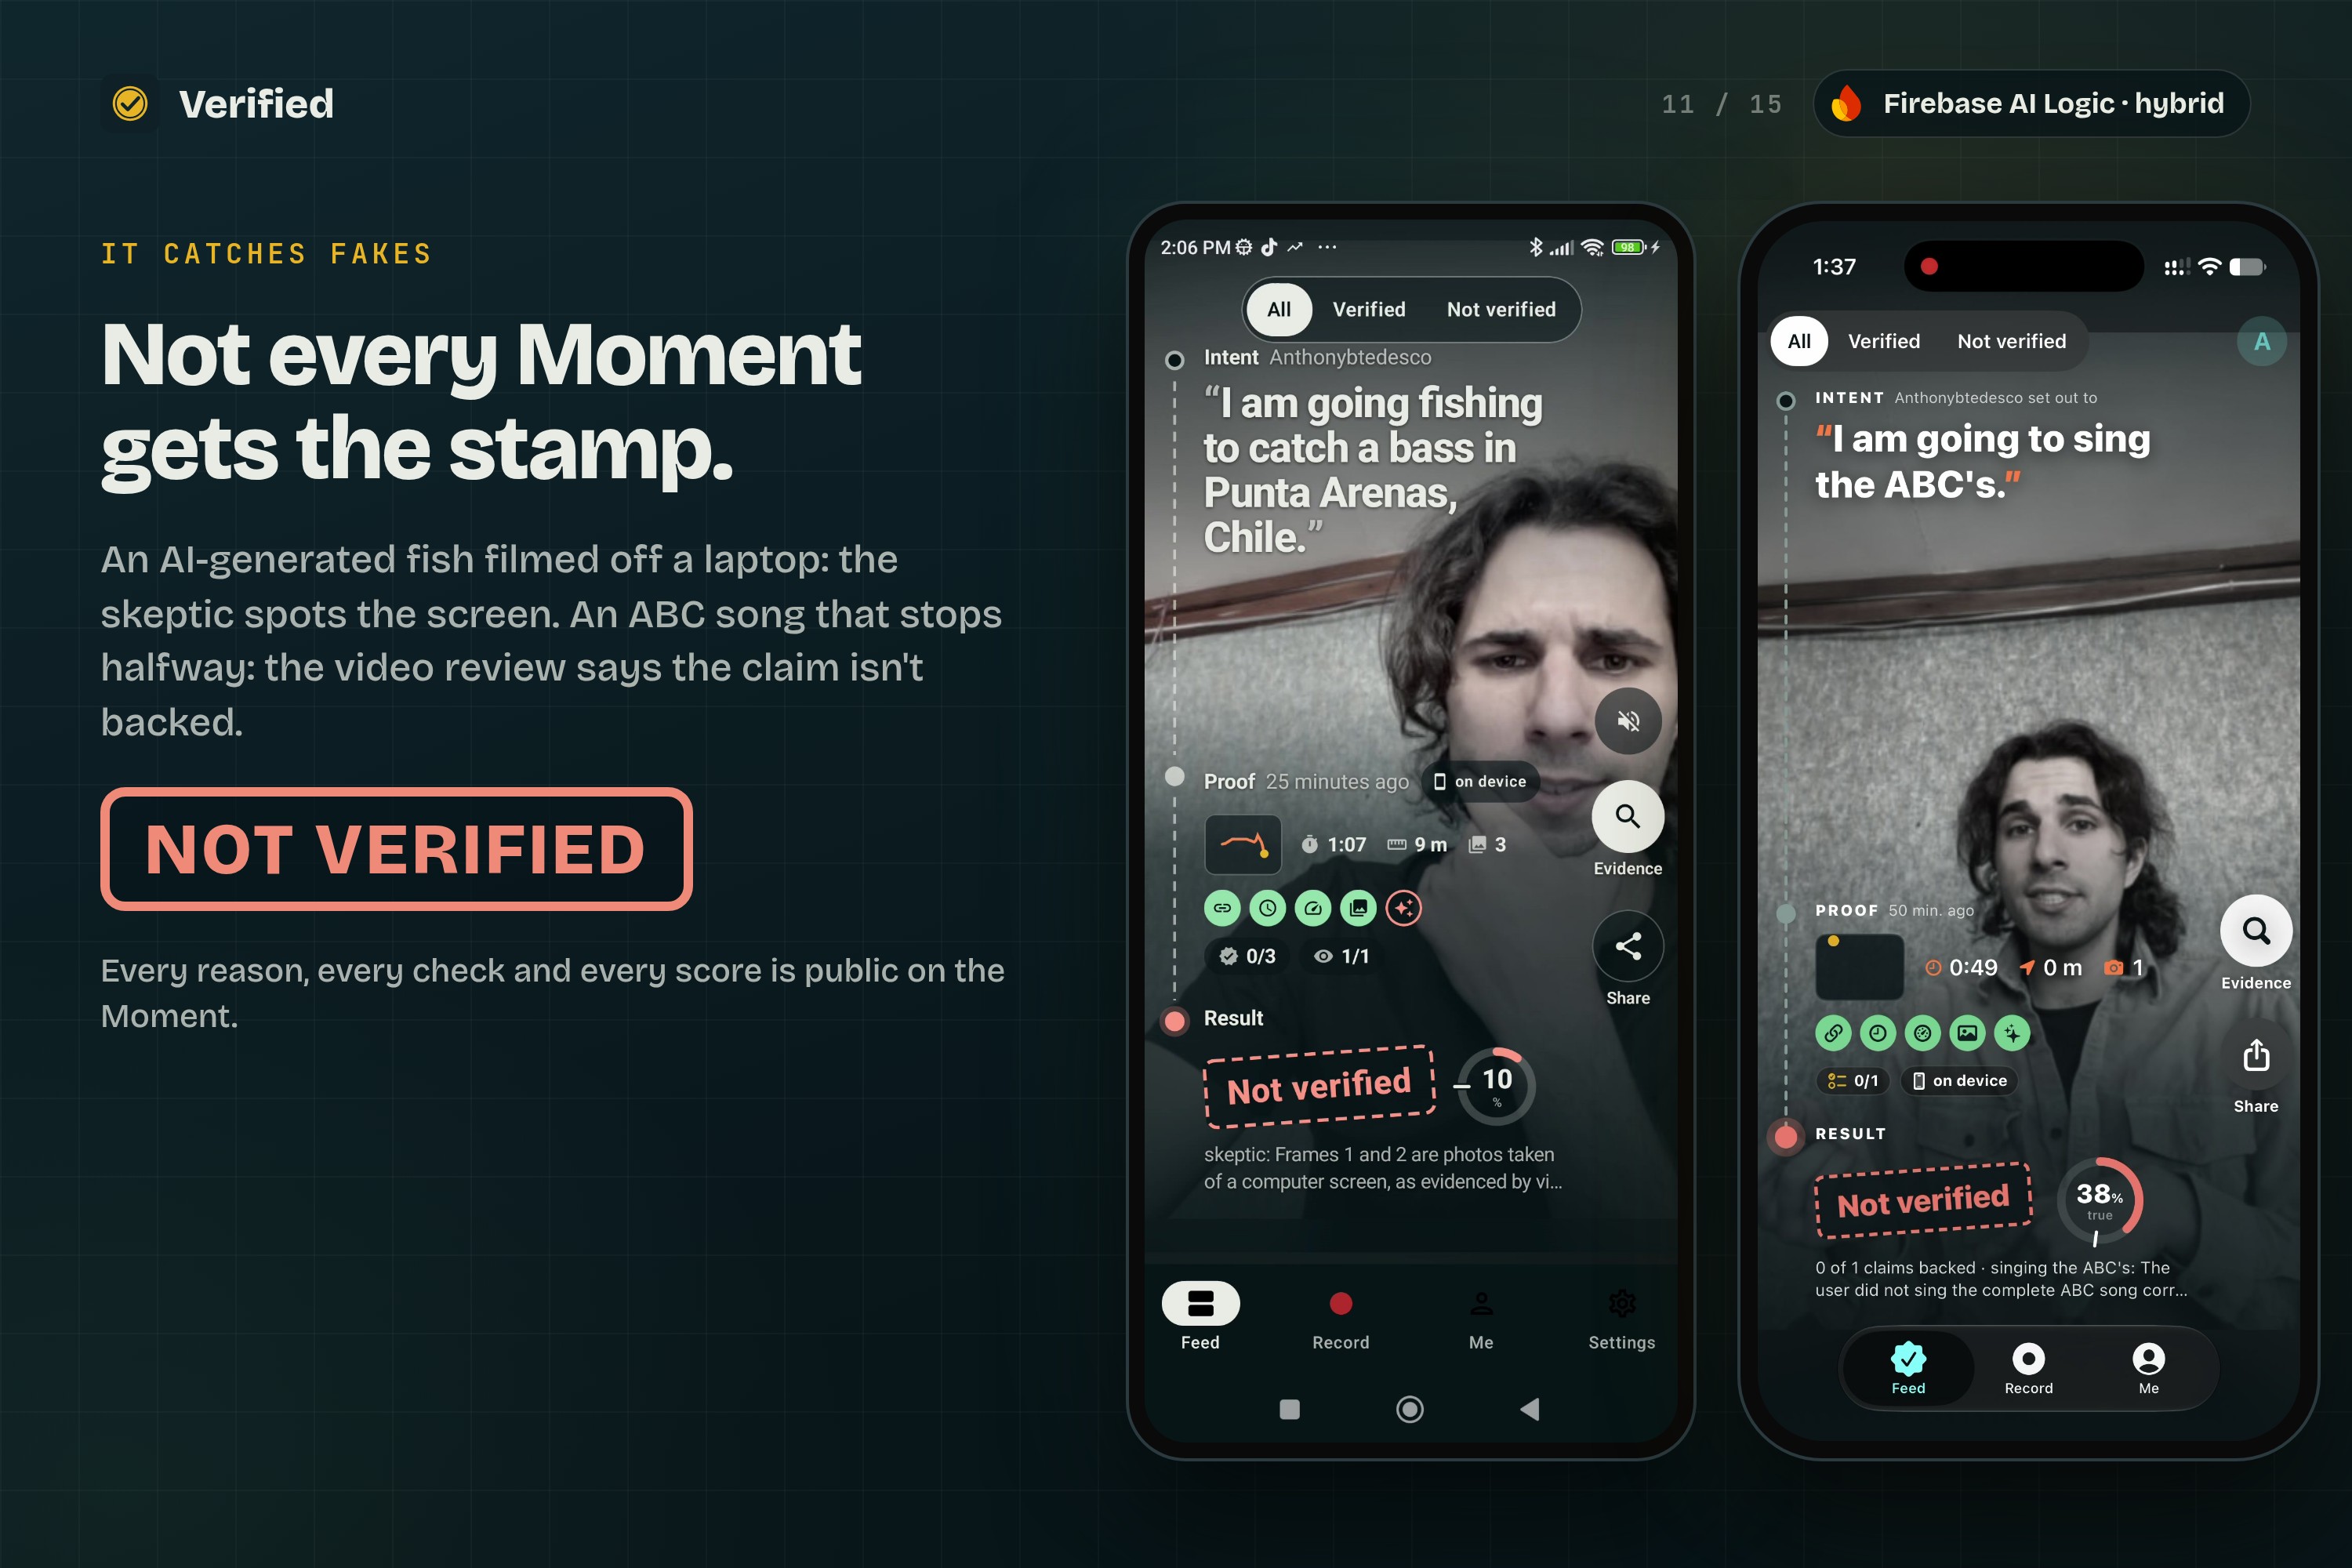 Verified
11 / 15
Firebase AI Logic · hybrid
IT CATCHES FAKES
Not every Moment
gets the stamp.
An AI-generated fish filmed off a laptop: the
skeptic spots the screen. An ABC song that stops
halfway: the video review says the claim isn't
backed.
NOT VERIFIED
Every reason, every check and every score is public on the
Moment.
2:06 PM
98
All Verified Not verified
Intent Anthonybtedesco
“I am going fishing
to catch a bass in
Punta Arenas,
Chile.”
Proof 25 minutes ago on device
1:07 9 m 3
Evidence
0/3 1/1
Share
Result
Not verified
10
%
skeptic: Frames 1 and 2 are photos taken
of a computer screen, as evidenced by vi...
Feed Record Me Settings
1:37
All Verified Not verified
A
INTENT Anthonybtedesco set out to
“I am going to sing
the ABC's.”
PROOF 50 min. ago
0:49 0 m 1
Evidence
0/1 on device
Share
RESULT
Not verified
38%
true
0 of 1 claims backed · singing the ABC's: The
user did not sing the complete ABC song corr...
Feed Record Me